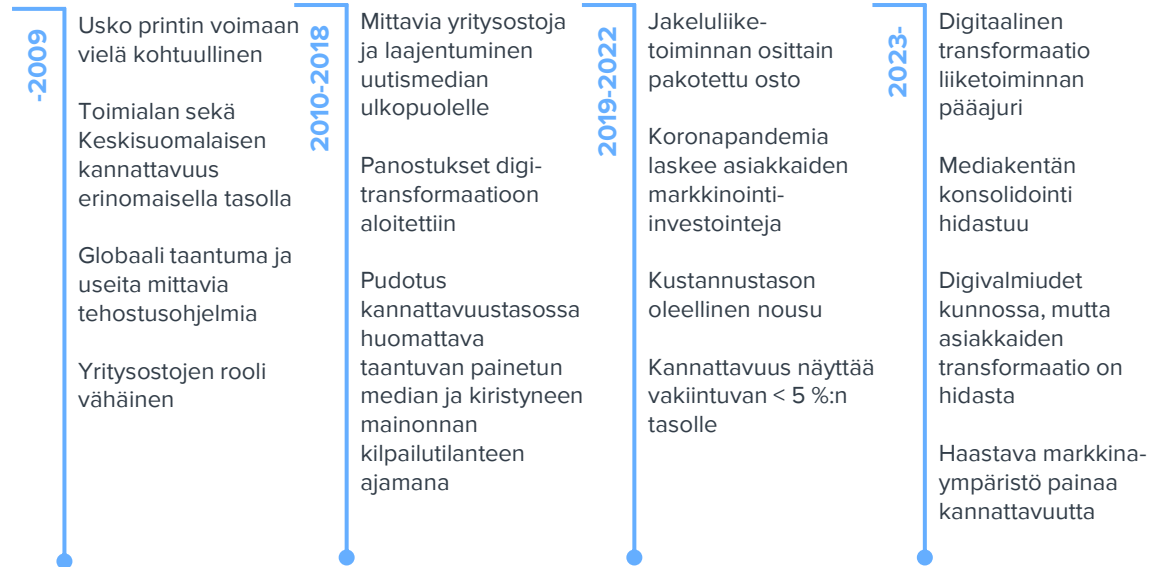 -2009
Usko printin voimaan
vielä kohtuullinen
Toimialan sekä
Keskisuomalaisen
kannattavuus
erinomaisella tasolla
Globaali taantuma ja
useita mittavia
tehostusohjelmia
Yritysostojen rooli
vähäinen
2010-2018
Mittavia yritysostoja
ja laajentuminen
uutismedian
ulkopuolelle
Panostukset digi-
transformaatioon
aloitettiin
Pudotus
kannattavuustasossa
huomattava
taantuvan painetun
median ja kiristyneen
mainonnan
kilpailutilanteen
ajamana
2019-2022
Jakeluliike-
toiminnan osittain
pakotettu osto
Koronapandemia
laskee asiakkaiden
markkinointi-
investointeja
Kustannustason
oleellinen nousu
Kannattavuus näyttää
vakiintuvan < 5 %:n
tasolle
2023-
Digitaalinen
transformaatio
liiketoiminnan
pääajuri
Mediakentän
konsolidointi
hidastuu
Digivalmiudet
kunnossa, mutta
asiakkaiden
transformaatio on
hidasta
Haastava markkina-
ympäristö painaa
kannattavuutta